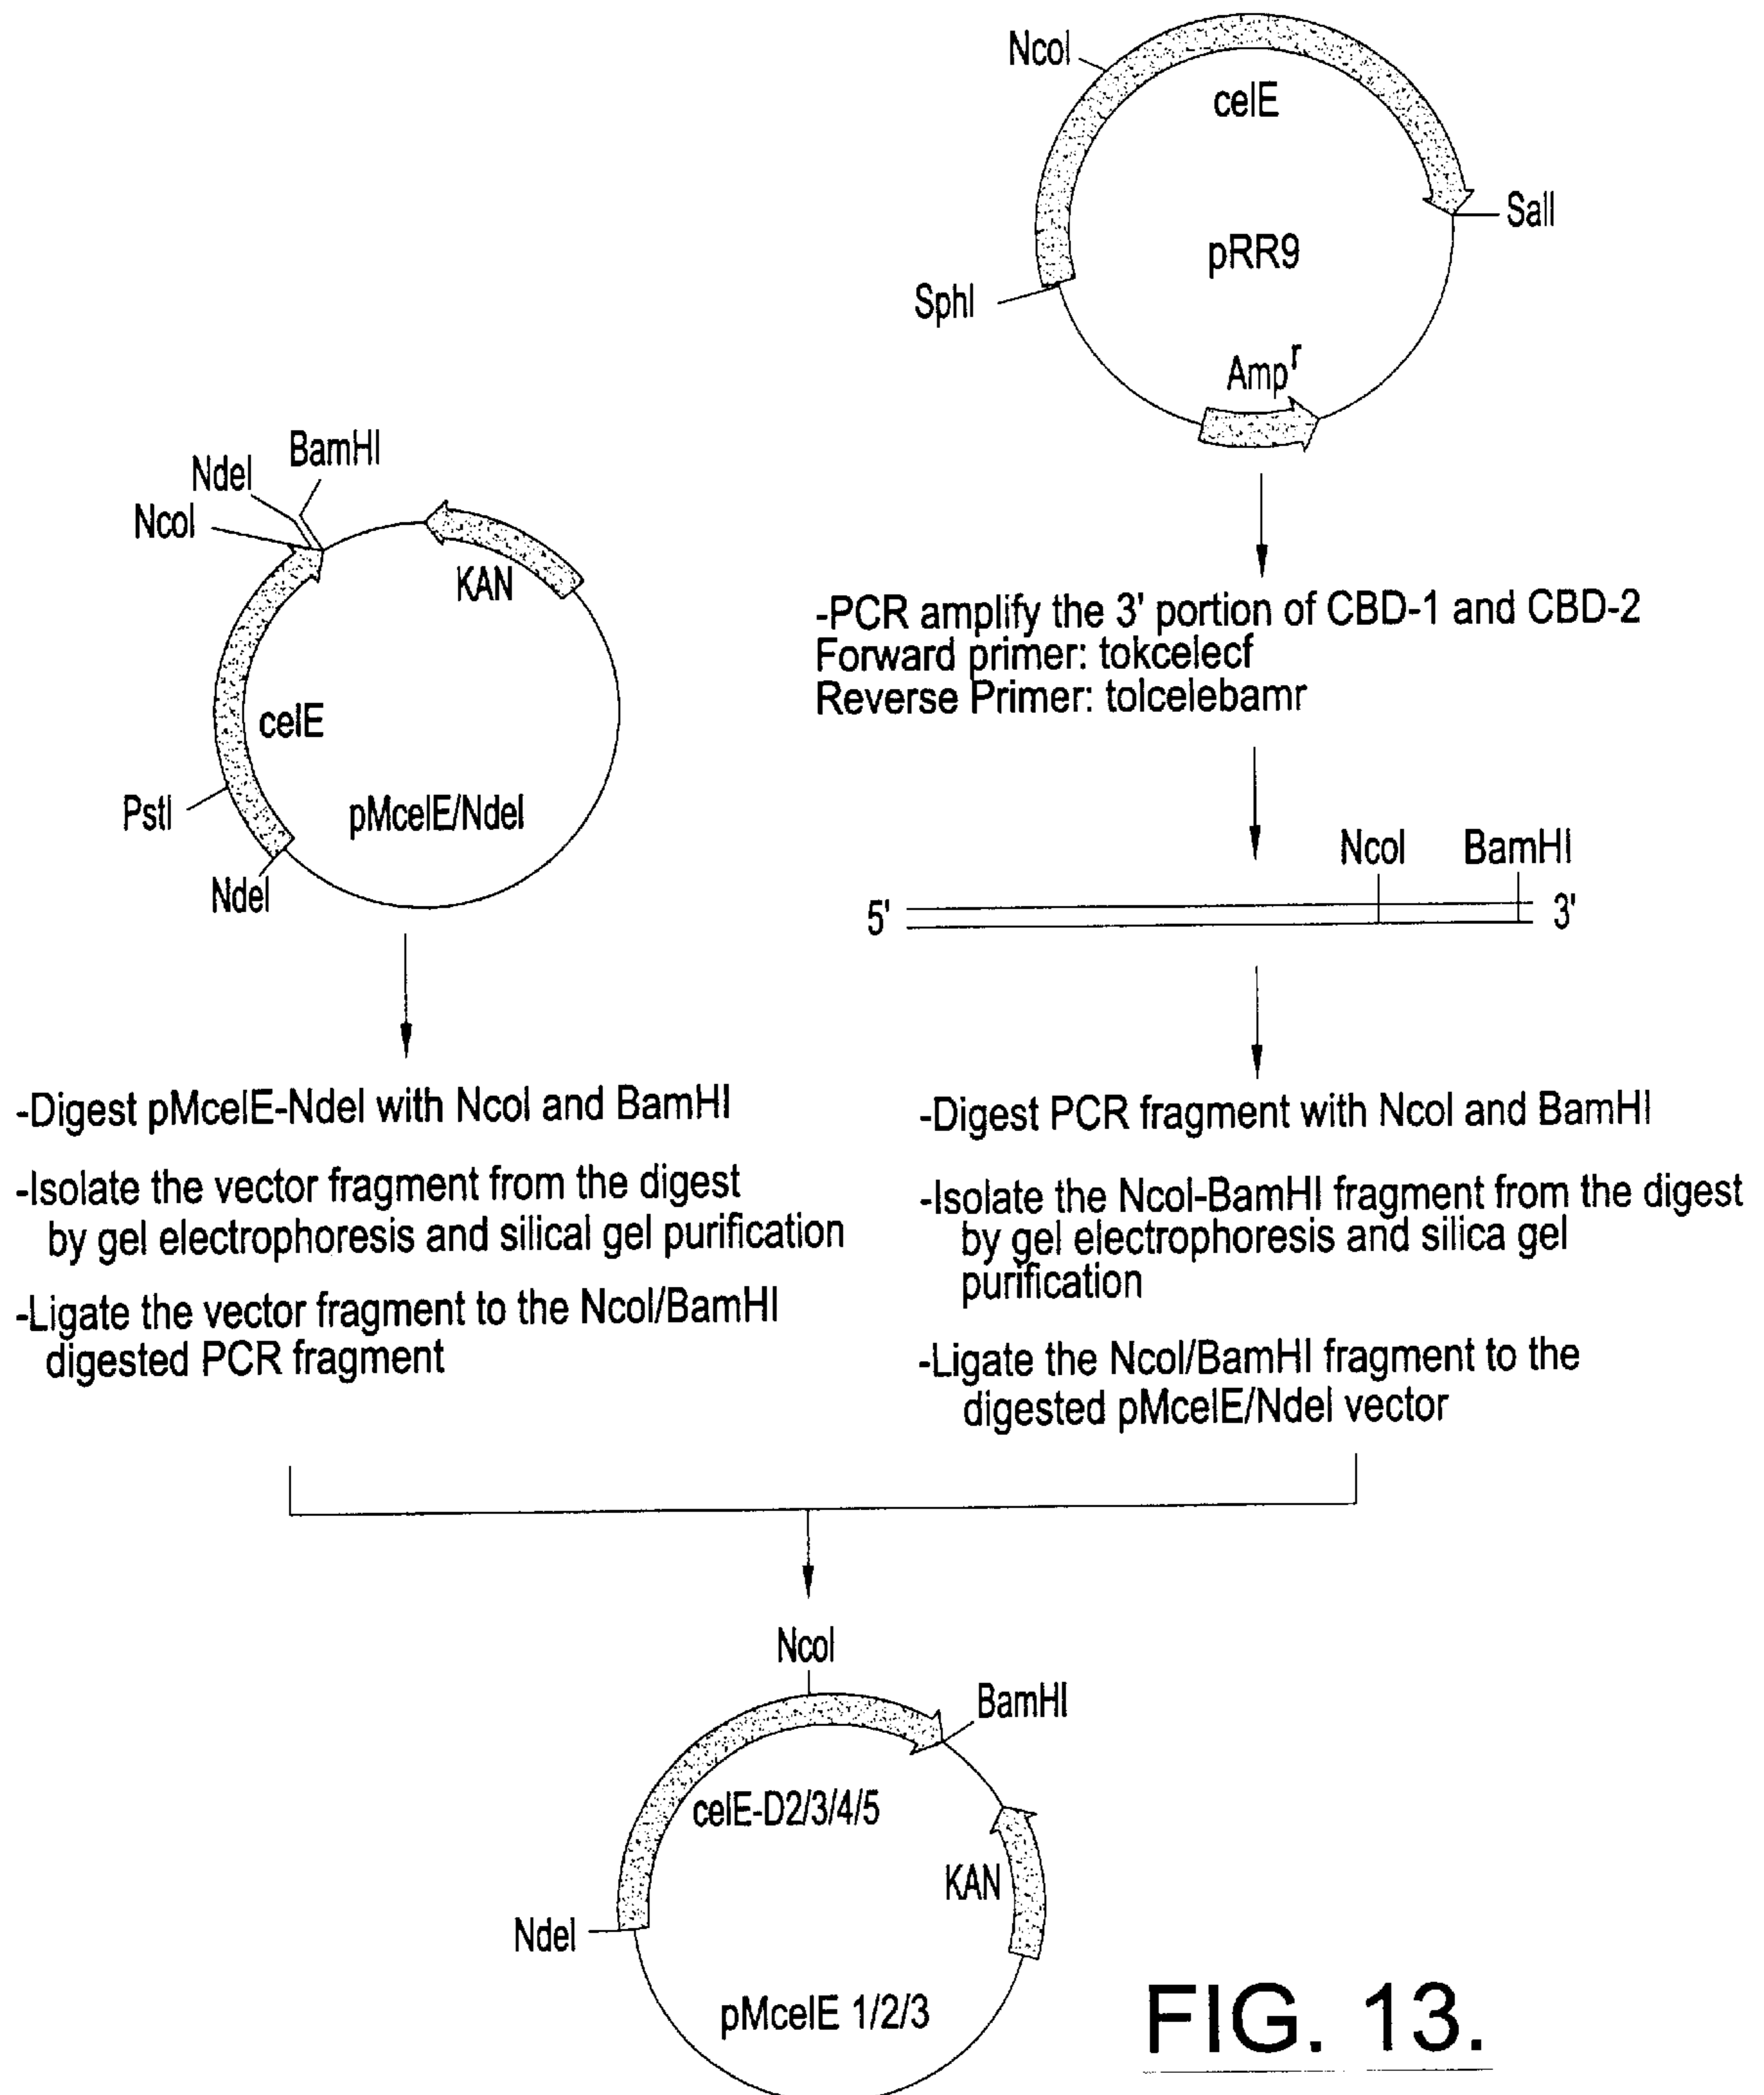 NcoI
celE
SalI
pRR9
SphI
Amp^r
BamHI
NdeI
NcoI
KAN
celE
PstI
pMcelE/NdeI
NdeI
-PCR amplify the 3' portion of CBD-1 and CBD-2
Forward primer: tokcelecf
Reverse Primer: tolcelebamr
NcoI BamHI
5' 3'
-Digest pMcelE-NdeI with NcoI and BamHI
-Isolate the vector fragment from the digest
by gel electrophoresis and silical gel purification
-Ligate the vector fragment to the NcoI/BamHI
digested PCR fragment
-Digest PCR fragment with NcoI and BamHI
-Isolate the NcoI-BamHI fragment from the digest
by gel electrophoresis and silica gel
purification
-Ligate the NcoI/BamHI fragment to the
digested pMcelE/NdeI vector
NcoI
BamHI
celE-D2/3/4/5
KAN
NdeI
pMcelE 1/2/3
FIG. 13.